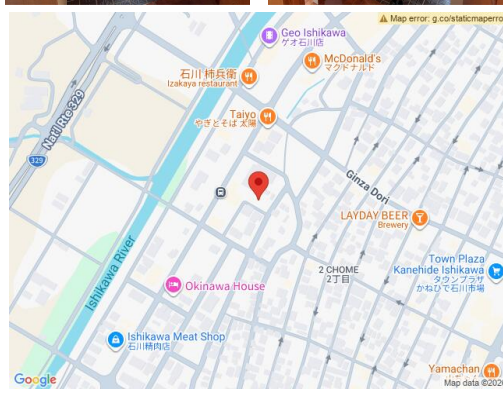 Map error: g.co/staticmaperro
Geo Ishikawa
ゲオ石川店
McDonald's
マクドナルド
石川 柿兵衛
Izakaya restaurant
Nat'l Rte 329
Taiyo
やぎとそば 太陽
329
Ginza Dori
LAYDAY BEER
Brewery
Town Plaza
Kanehide Ishikawa
タウンプラザ
かねひで石川市場
2 CHOME
2丁目
Okinawa House
Ishikawa River
Ishikawa Meat Shop
石川精肉店
Yamachan
Google
Map data ©202